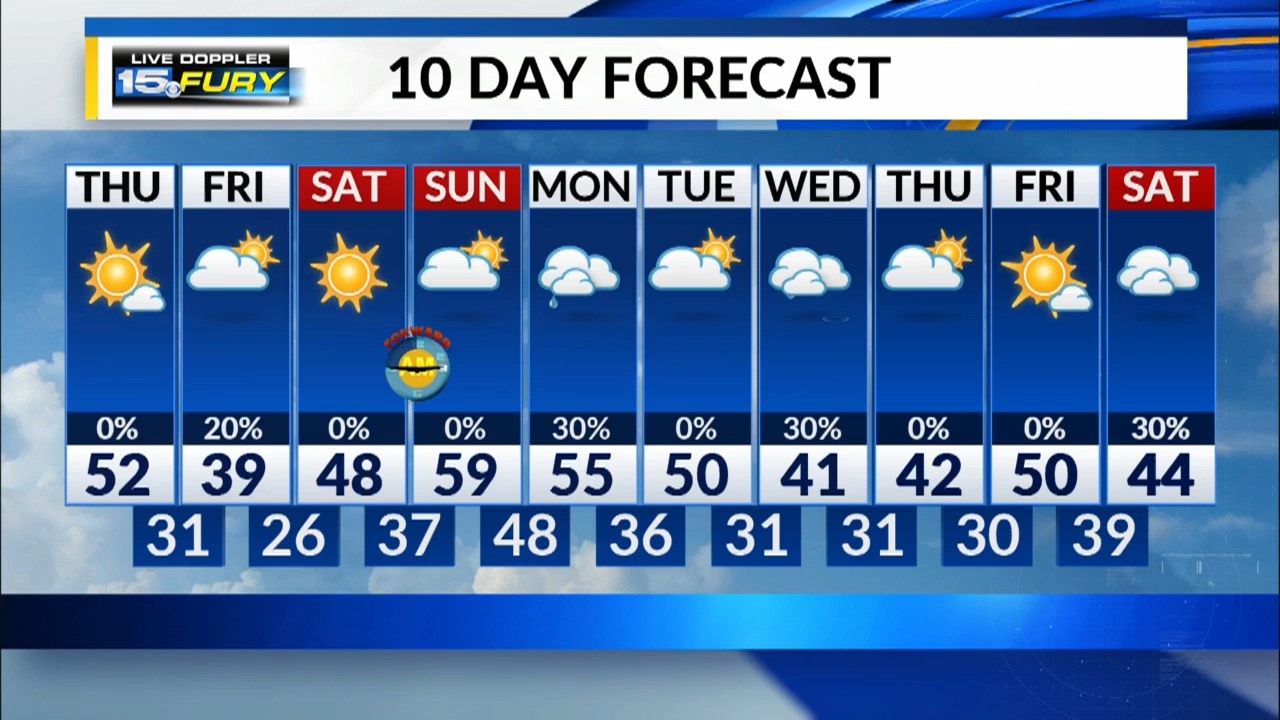 LIVE DOPPLER
15 FURY
10 DAY FORECAST
THU FRI SAT SUN MON TUE WED THU FRI SAT
FORWARD
AM
0% 20% 0% 0% 30% 0% 30% 0% 0% 30%
52 39 48 59 55 50 41 42 50 44
31 26 37 48 36 31 31 30 39